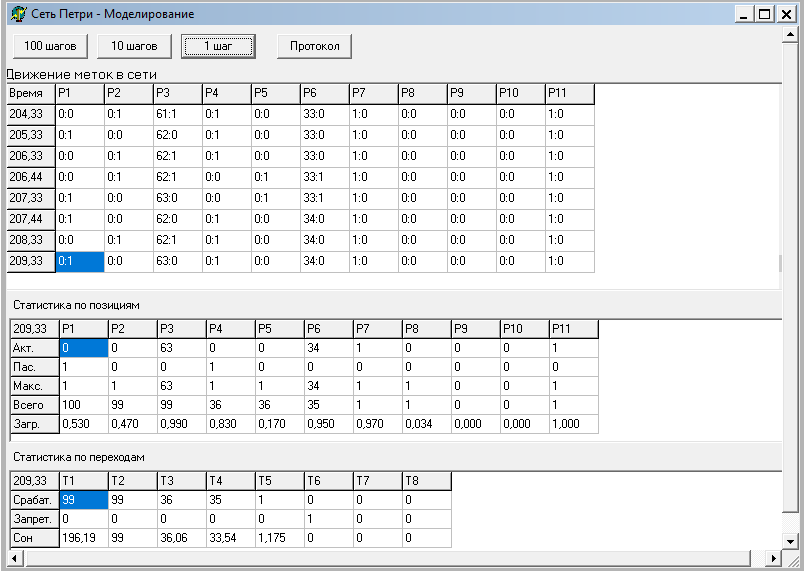 Сеть Петри - Моделирование
100 шагов 10 шагов 1 шаг Протокол
Движение меток в сети
Время P1 P2 P3 P4 P5 P6 P7 P8 P9 P10 P11
204,33 0:0 0:1 61:1 0:1 0:0 33:0 1:0 0:0 0:0 0:0 1:0
205,33 0:1 0:0 62:0 0:1 0:0 33:0 1:0 0:0 0:0 0:0 1:0
206,33 0:0 0:1 62:1 0:1 0:0 33:0 1:0 0:0 0:0 0:0 1:0
206,44 0:0 0:1 62:1 0:0 0:1 33:1 1:0 0:0 0:0 0:0 1:0
207,33 0:1 0:0 63:0 0:0 0:1 33:1 1:0 0:0 0:0 0:0 1:0
207,44 0:1 0:0 62:0 0:1 0:0 34:0 1:0 0:0 0:0 0:0 1:0
208,33 0:0 0:1 62:1 0:1 0:0 34:0 1:0 0:0 0:0 0:0 1:0
209,33 0:1 0:0 63:0 0:1 0:0 34:0 1:0 0:0 0:0 0:0 1:0
Статистика по позициям
209,33 P1 P2 P3 P4 P5 P6 P7 P8 P9 P10 P11
Акт. 0 0 63 0 0 34 1 0 0 0 1
Пас. 1 0 0 1 0 0 0 0 0 0 0
Макс. 1 1 63 1 1 34 1 1 0 0 1
Всего 100 99 99 36 36 35 1 1 0 0 1
Загр. 0,530 0,470 0,990 0,830 0,170 0,950 0,970 0,034 0,000 0,000 1,000
Статистика по переходам
209,33 T1 T2 T3 T4 T5 T6 T7 T8
Срабат. 99 99 36 35 1 0 0 0
Запрет. 0 0 0 0 0 1 0 0
Сон 196,19 99 36,06 33,54 1,175 0 0 0